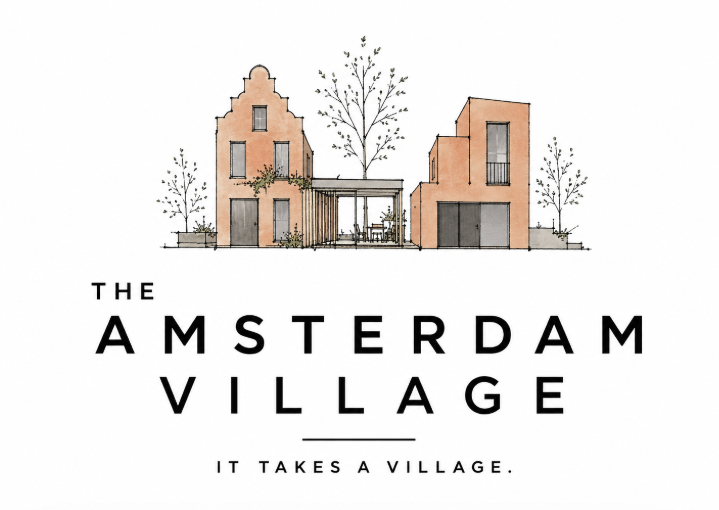 THE
AMSTERDAM
VILLAGE
IT TAKES A VILLAGE.